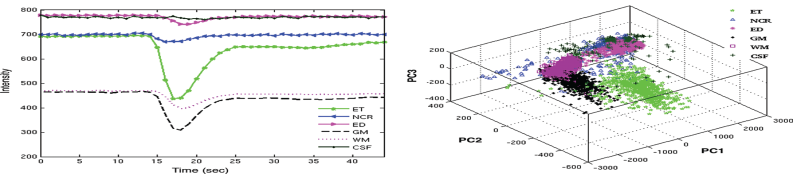 800
700
600
500
400
300
200
Intensity
0 5 10 15 20 25 30 35 40
Time (sec)
ET
NCR
ED
GM
WM
CSF
200
0
-200
-400
PC3
400
200
0
-200
-400
-600
PC2
-3000
-2000
-1000
0
1000
2000
3000
PC1
ET
NCR
ED
GM
WM
CSF